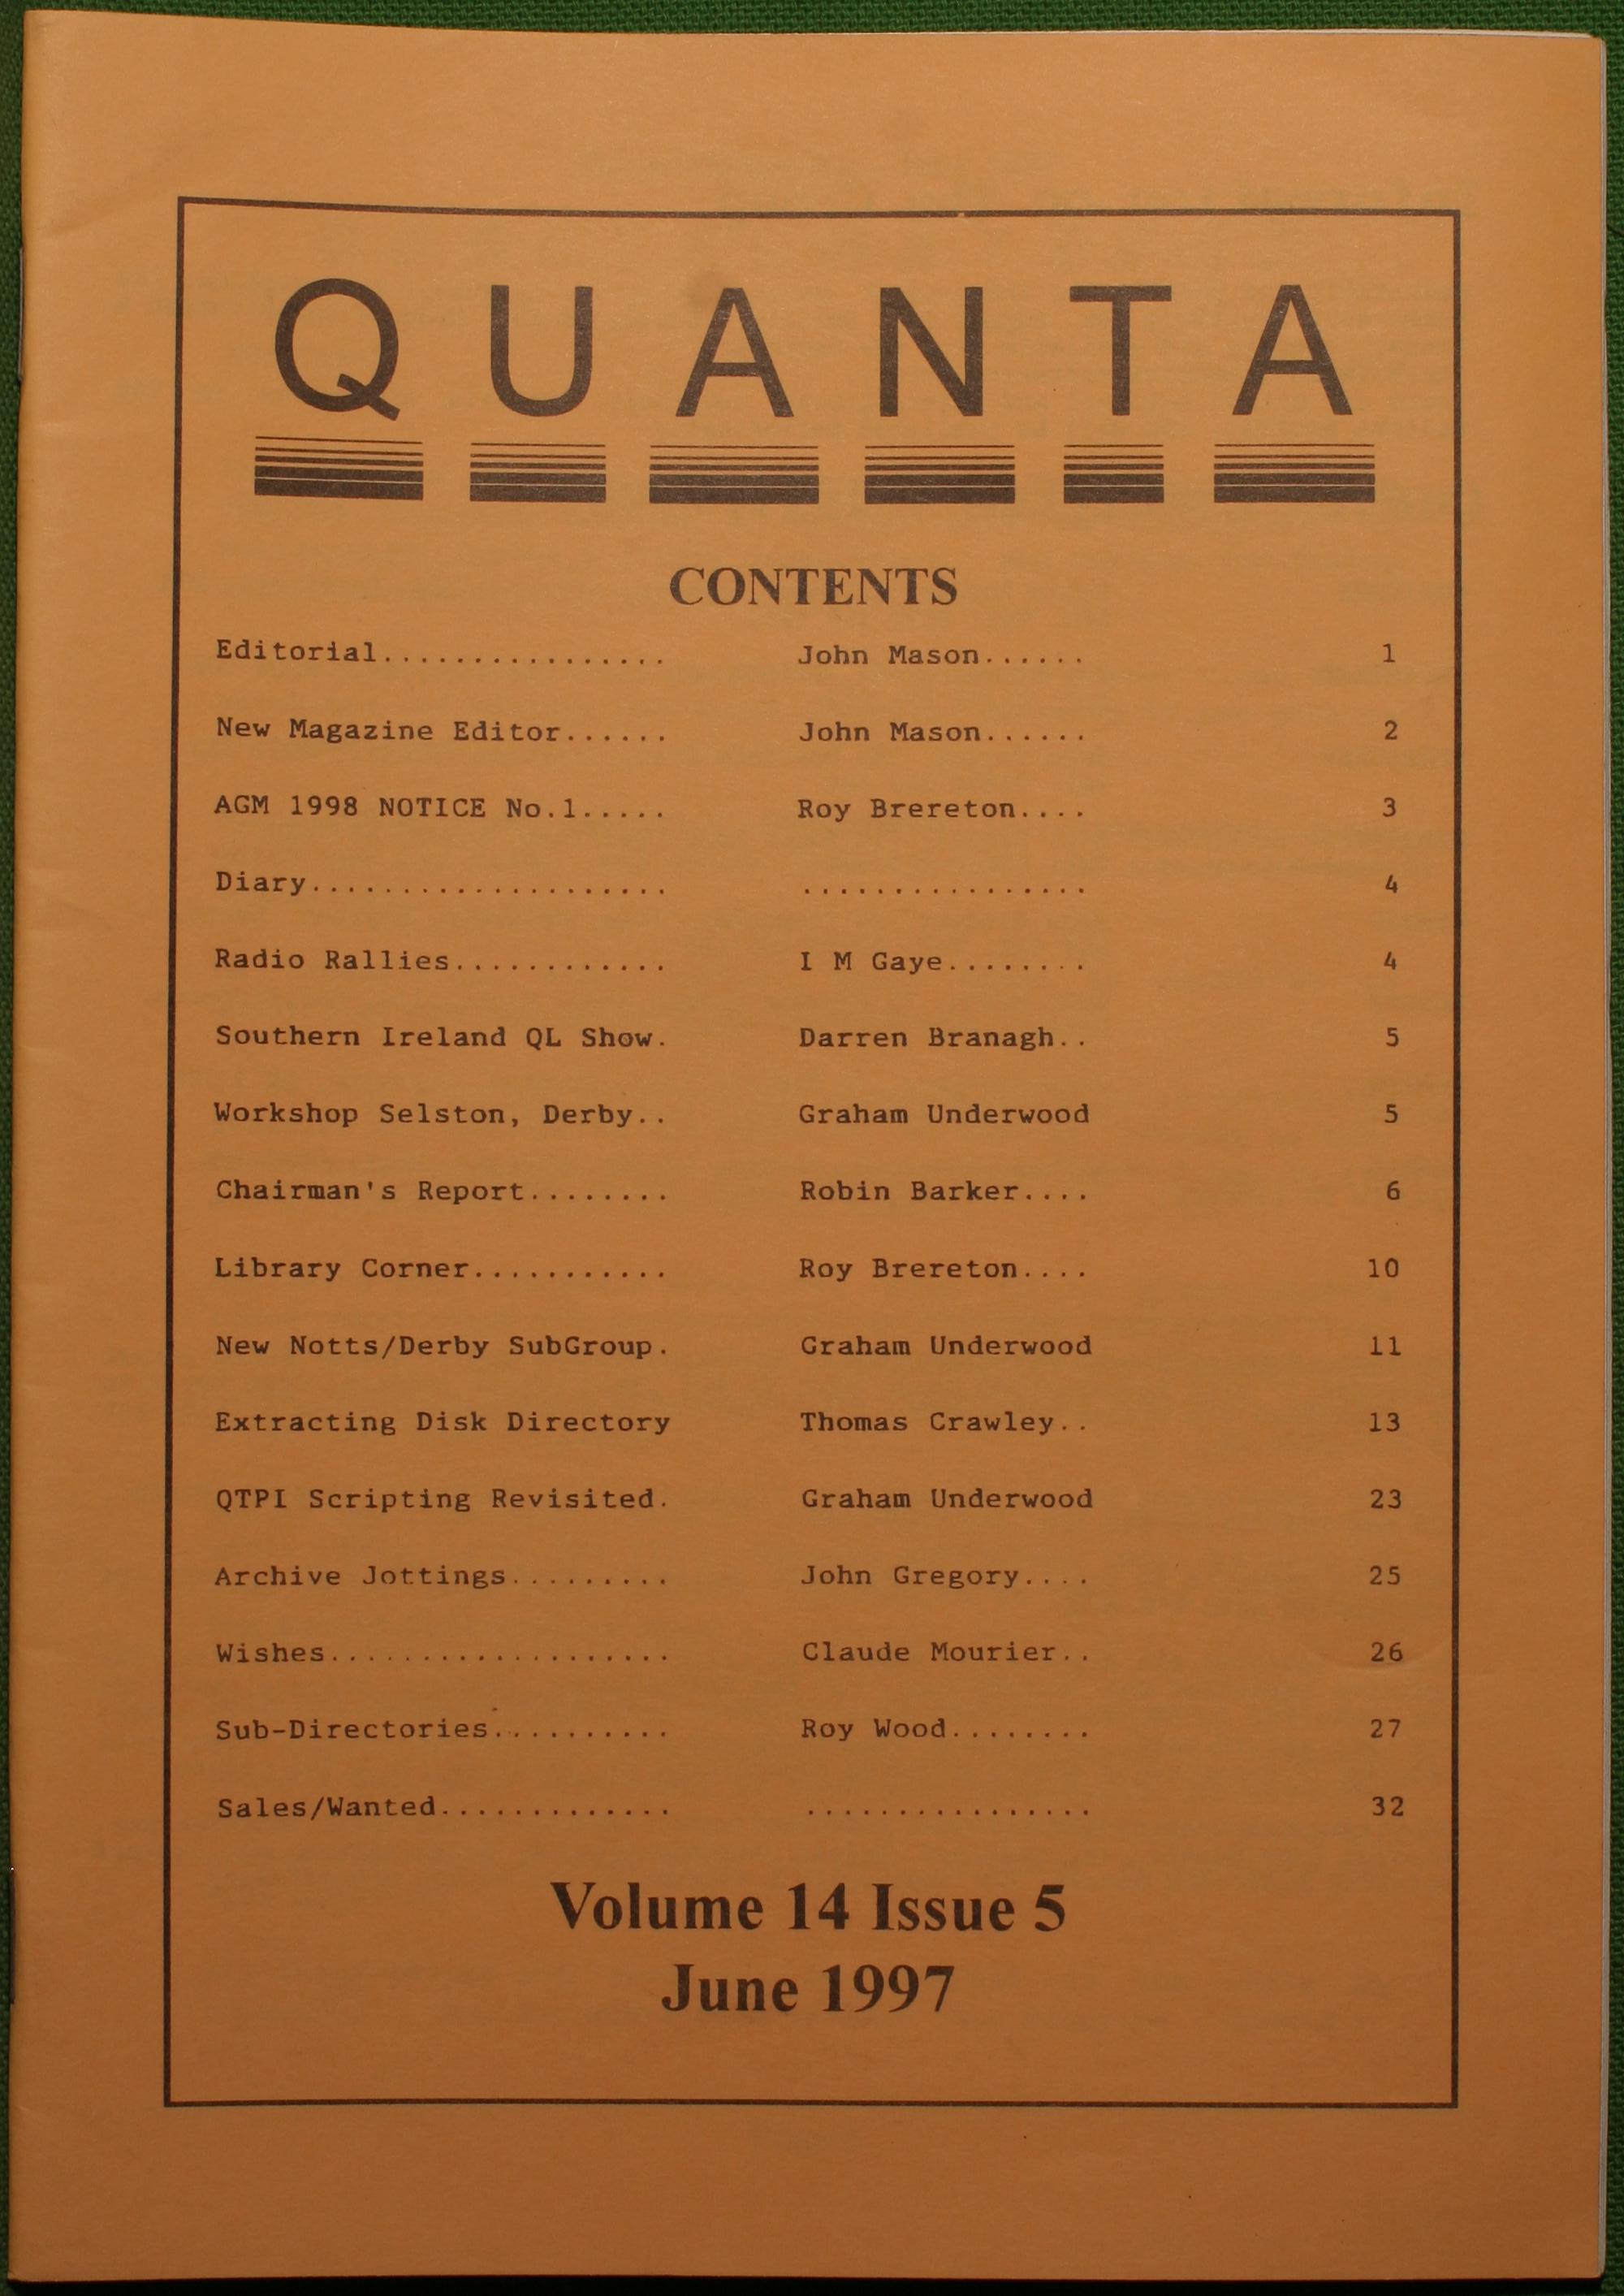 QUANTA
CONTENTS
Editorial................ John Mason...... 1
New Magazine Editor...... John Mason...... 2
AGM 1998 NOTICE No.1..... Roy Brereton.... 3
Diary.................... ................ 4
Radio Rallies............ I M Gaye........ 4
Southern Ireland QL Show. Darren Branagh.. 5
Workshop Selston, Derby.. Graham Underwood 5
Chairman's Report........ Robin Barker.... 6
Library Corner........... Roy Brereton.... 10
New Notts/Derby SubGroup. Graham Underwood 11
Extracting Disk Directory Thomas Crawley.. 13
QTPI Scripting Revisited. Graham Underwood 23
Archive Jottings......... John Gregory.... 25
Wishes................... Claude Mourier.. 26
Sub-Directories.......... Roy Wood........ 27
Sales/Wanted............. ................ 32
Volume 14 Issue 5
June 1997